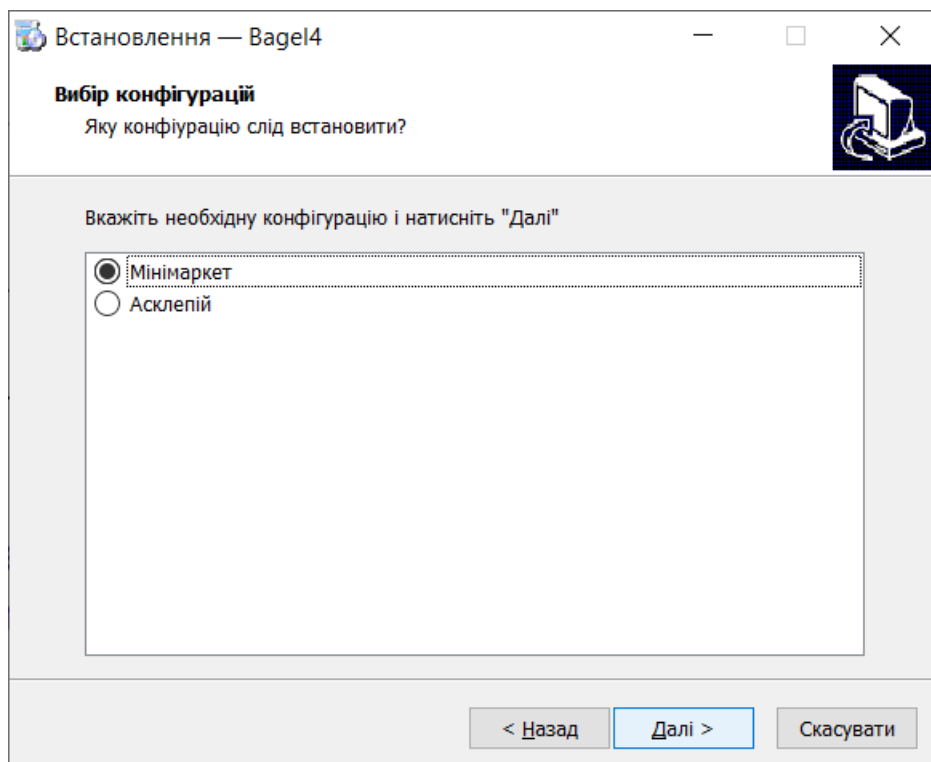 Встановлення — Bagel4
Вибір конфігурацій
Яку конфіурацію слід встановити?
Вкажіть необхідну конфігурацію і натисніть "Далі"
Мінімаркет
Асклепій
< Назад
Далі >
Скасувати